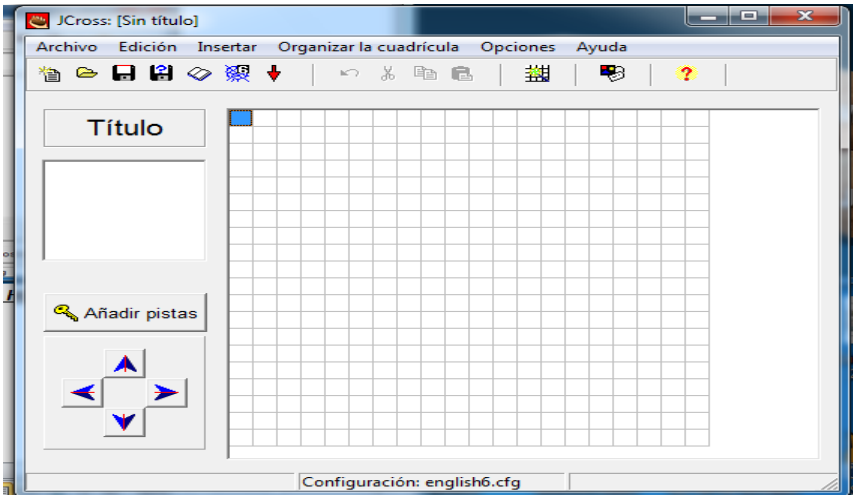 JCross: [Sin título]
Archivo Edición Insertar Organizar la cuadrícula Opciones Ayuda
Título
Añadir pistas
Configuración: english6.cfg